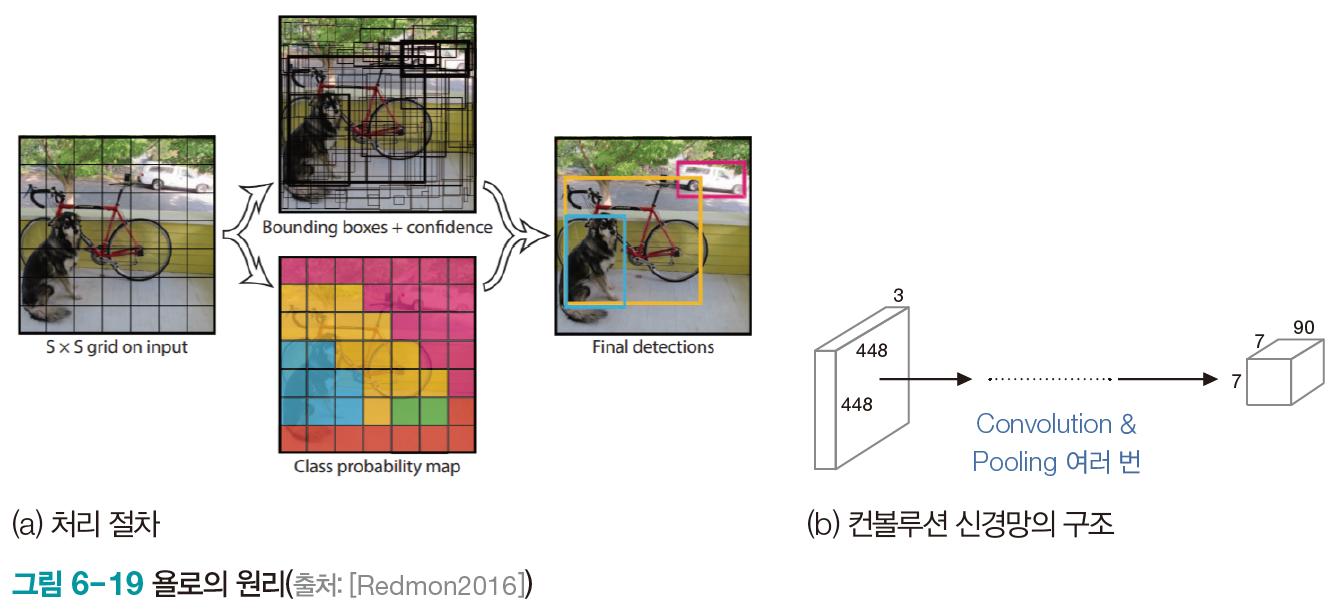 S × S grid on input
Bounding boxes + confidence
Class probability map
Final detections
3
448
448
Convolution &
Pooling 여러 번
7
90
7
(a) 처리 절차
(b) 컨볼루션 신경망의 구조
그림 6-19 욜로의 원리(출처: [Redmon2016])